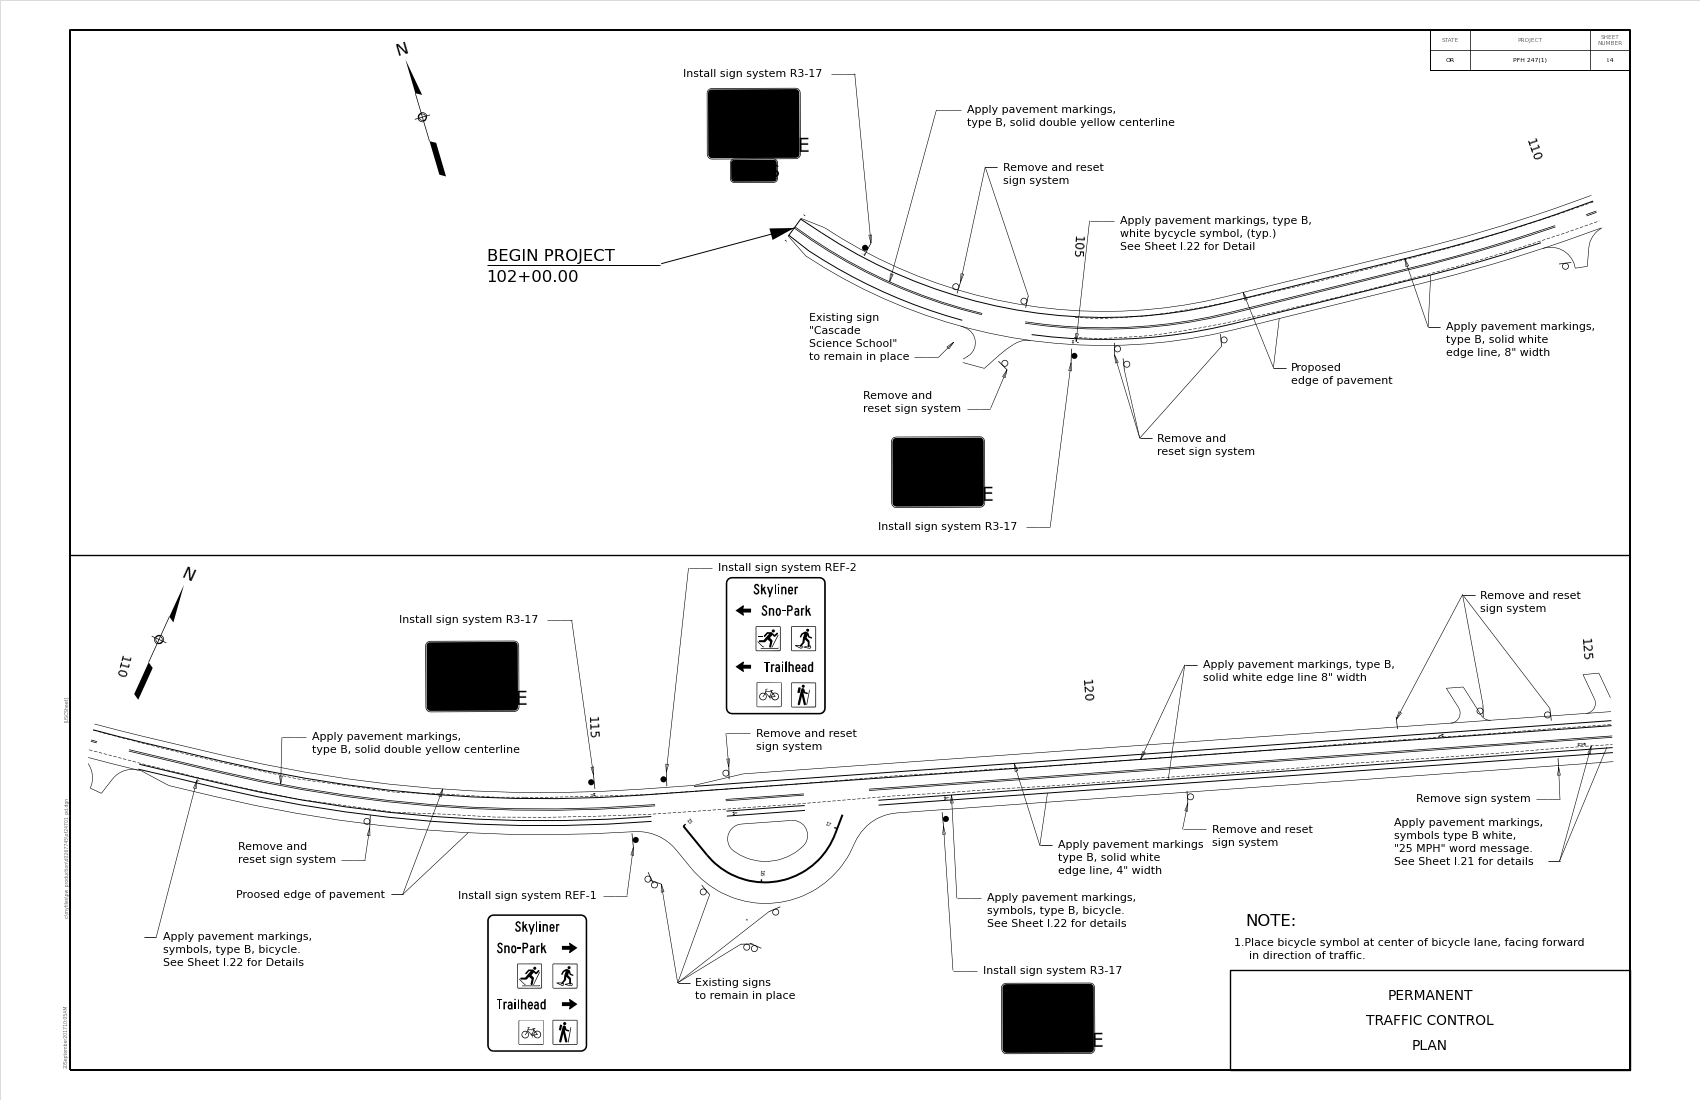 STATE
PROJECT
SHEET
NUMBER
OR
PFH 247(1)
I.4
N
Install sign system R3-17
E
Apply pavement markings,
type B, solid double yellow centerline
Remove and reset
sign system
110
Apply pavement markings, type B,
white bycycle symbol, (typ.)
See Sheet I.22 for Detail
105
BEGIN PROJECT
102+00.00
Existing sign
"Cascade
Science School"
to remain in place
Apply pavement markings,
type B, solid white
edge line, 8" width
Proposed
edge of pavement
Remove and
reset sign system
Remove and
reset sign system
E
Install sign system R3-17
N
110
Install sign system REF-2
Skyliner
Sno-Park
Trailhead
Install sign system R3-17
E
115
Remove and reset
sign system
125
Apply pavement markings, type B,
solid white edge line 8" width
120
Apply pavement markings,
type B, solid double yellow centerline
Remove and reset
sign system
Remove sign system
Apply pavement markings,
symbols type B white,
"25 MPH" word message.
See Sheet I.21 for details
Remove and reset
sign system
Apply pavement markings
type B, solid white
edge line, 4" width
Remove and
reset sign system
Proosed edge of pavement
Install sign system REF-1
Skyliner
Sno-Park
Trailhead
Apply pavement markings,
symbols, type B, bicycle.
See Sheet I.22 for details
Apply pavement markings,
symbols, type B, bicycle.
See Sheet I.22 for Details
Existing signs
to remain in place
Install sign system R3-17
E
NOTE:
1.Place bicycle symbol at center of bicycle lane, facing forward
in direction of traffic.
PERMANENT
TRAFFIC CONTROL
PLAN